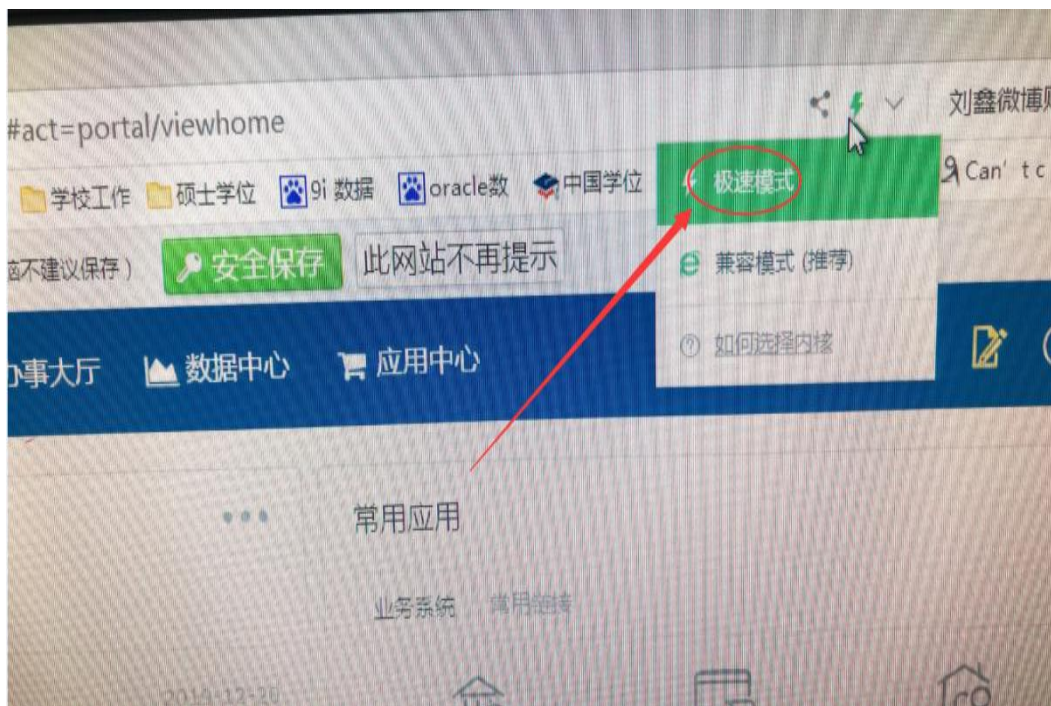 #act=portal/viewhome
刘鑫微博
学校工作 硕士学位 9i 数据 oracle数 中国学位
极速模式
Can't c
脑不建议保存）
安全保存
此网站不再提示
兼容模式 (推荐)
如何选择内核
办事大厅 数据中心 应用中心
常用应用
业务系统 常用链接
2019-12-20